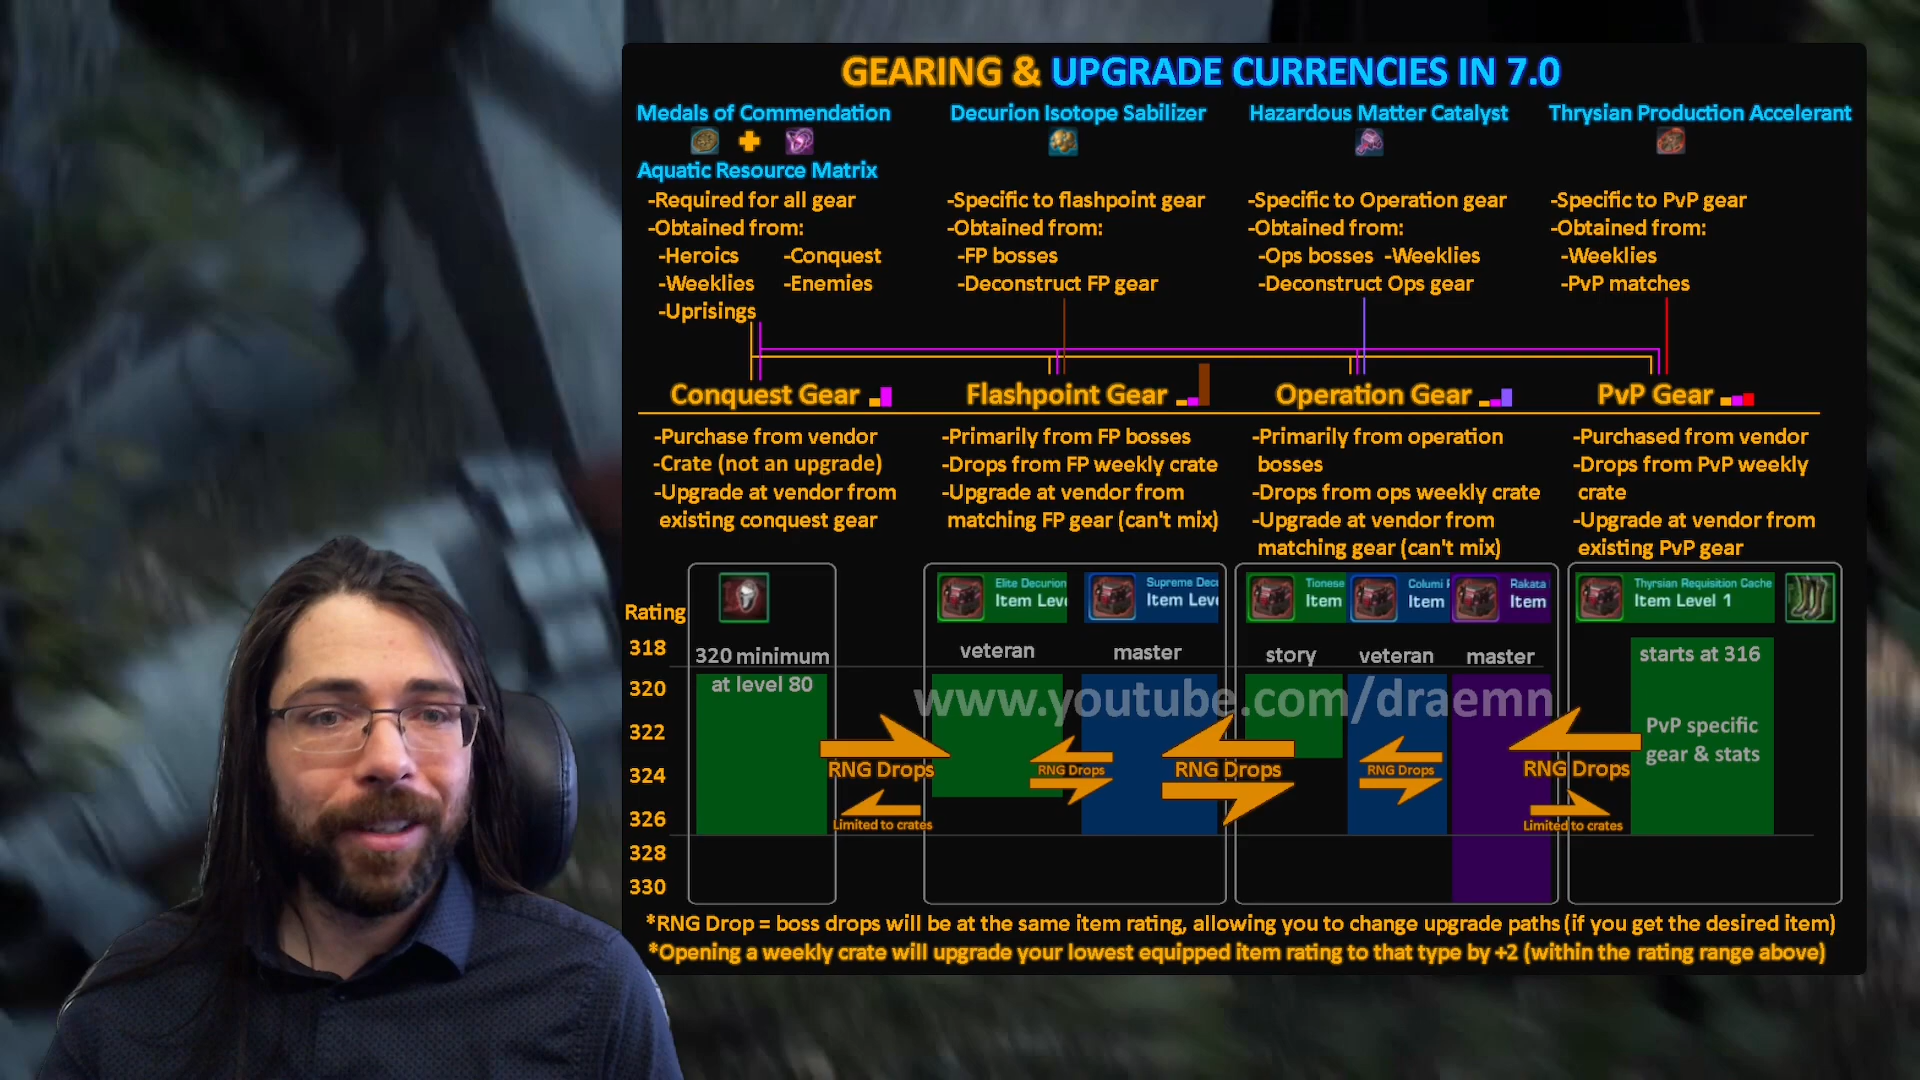 GEARING & UPGRADE CURRENCIES IN 7.0
Medals of Commendation
Aquatic Resource Matrix
-Required for all gear
-Obtained from:
-Heroics -Conquest
-Weeklies -Enemies
-Uprisings
Decurion Isotope Sabilizer
-Specific to flashpoint gear
-Obtained from:
-FP bosses
-Deconstruct FP gear
Hazardous Matter Catalyst
-Specific to Operation gear
-Obtained from:
-Ops bosses -Weeklies
-Deconstruct Ops gear
Thrysian Production Accelerant
-Specific to PvP gear
-Obtained from:
-Weeklies
-PvP matches
Conquest Gear
-Purchase from vendor
-Crate (not an upgrade)
-Upgrade at vendor from
existing conquest gear
Flashpoint Gear
-Primarily from FP bosses
-Drops from FP weekly crate
-Upgrade at vendor from
matching FP gear (can't mix)
Operation Gear
-Primarily from operation
bosses
-Drops from ops weekly crate
-Upgrade at vendor from
matching gear (can't mix)
PvP Gear
-Purchased from vendor
-Drops from PvP weekly
crate
-Upgrade at vendor from
existing PvP gear
Rating
318
320
322
324
326
328
330
320 minimum
at level 80
RNG Drops
Limited to crates
Elite Decurion
Item Leve
veteran
RNG Drops
Supreme Decu
Item Leve
master
RNG Drops
Tionese
Item
story
Columi
Item
veteran
RNG Drops
Rakata
Item
master
RNG Drops
Limited to crates
Thyrsian Requisition Cache
Item Level 1
starts at 316
PvP specific
gear & stats
www.youtube.com/draemn
*RNG Drop = boss drops will be at the same item rating, allowing you to change upgrade paths (if you get the desired item)
*Opening a weekly crate will upgrade your lowest equipped item rating to that type by +2 (within the rating range above)